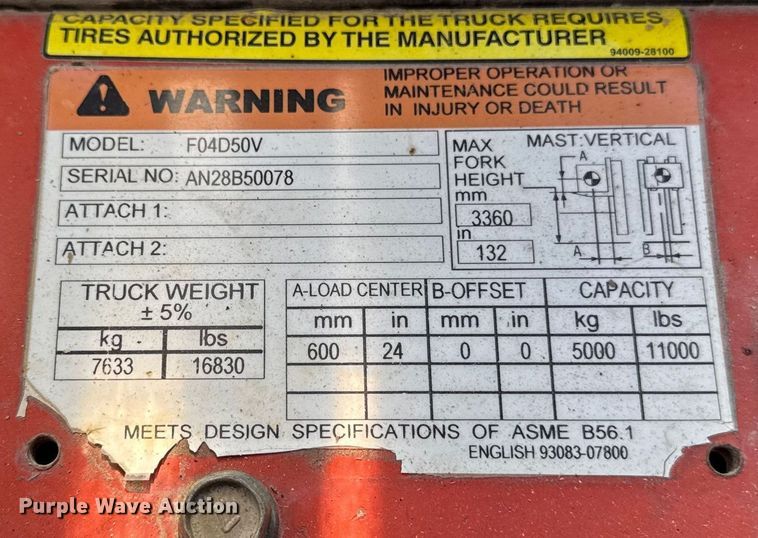 CAPACITY SPECIFIED FOR THE TRUCK REQUIRES
TIRES AUTHORIZED BY THE MANUFACTURER
94009-28100
WARNING
IMPROPER OPERATION OR
MAINTENANCE COULD RESULT
IN INJURY OR DEATH
MODEL: F04D50V
SERIAL NO: AN28B50078
ATTACH 1:
ATTACH 2:
MAX
FORK
HEIGHT
mm
3360
in
132
MAST:VERTICAL
A
A B
TRUCK WEIGHT
± 5%
kg lbs
7633 16830
A-LOAD CENTER B-OFFSET CAPACITY
mm in mm in kg lbs
600 24 0 0 5000 11000
MEETS DESIGN SPECIFICATIONS OF ASME B56.1
ENGLISH 93083-07800
Purple Wave Auction